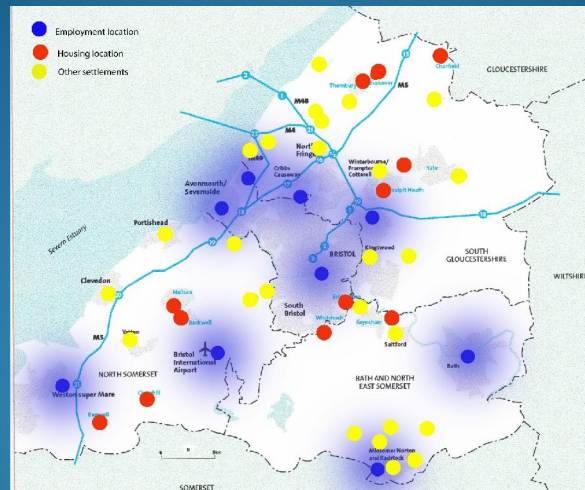 Employment location
Housing location
Other settlements
GLOUCESTERSHIRE
Charfield
Thornbury
M5
M48
M4
North
Fringe
Cribbs
Causeway
Winterbourne/
Frampton
Cotterell
Yate
Avonmouth/
Severnside
Portishead
Severn Estuary
BRISTOL
Kingswood
SOUTH
GLOUCESTERSHIRE
WILTSHIR
Clevedon
Nailsea
Backwell
South
Bristol
Whitchurch
Keynsham
Saltford
M5
Yatton
Bristol
International
Airport
NORTH SOMERSET
Weston super Mare
Churchill
Banwell
Bath
BATH AND NORTH
EAST SOMERSET
Midsomer Norton
and Radstock
N
SOMERSET